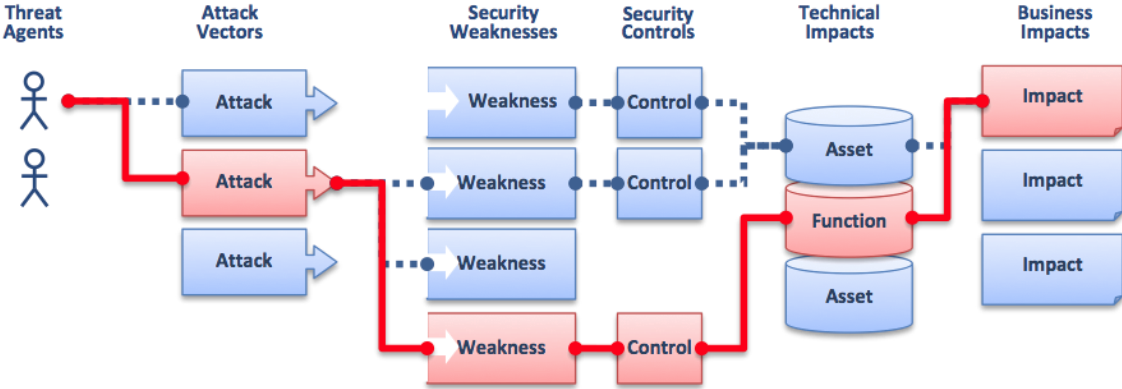 Threat
Agents
Attack
Vectors
Security
Weaknesses
Security
Controls
Technical
Impacts
Business
Impacts
Attack
Weakness
Control
Impact
Asset
Attack
Weakness
Control
Impact
Function
Attack
Weakness
Impact
Asset
Weakness
Control